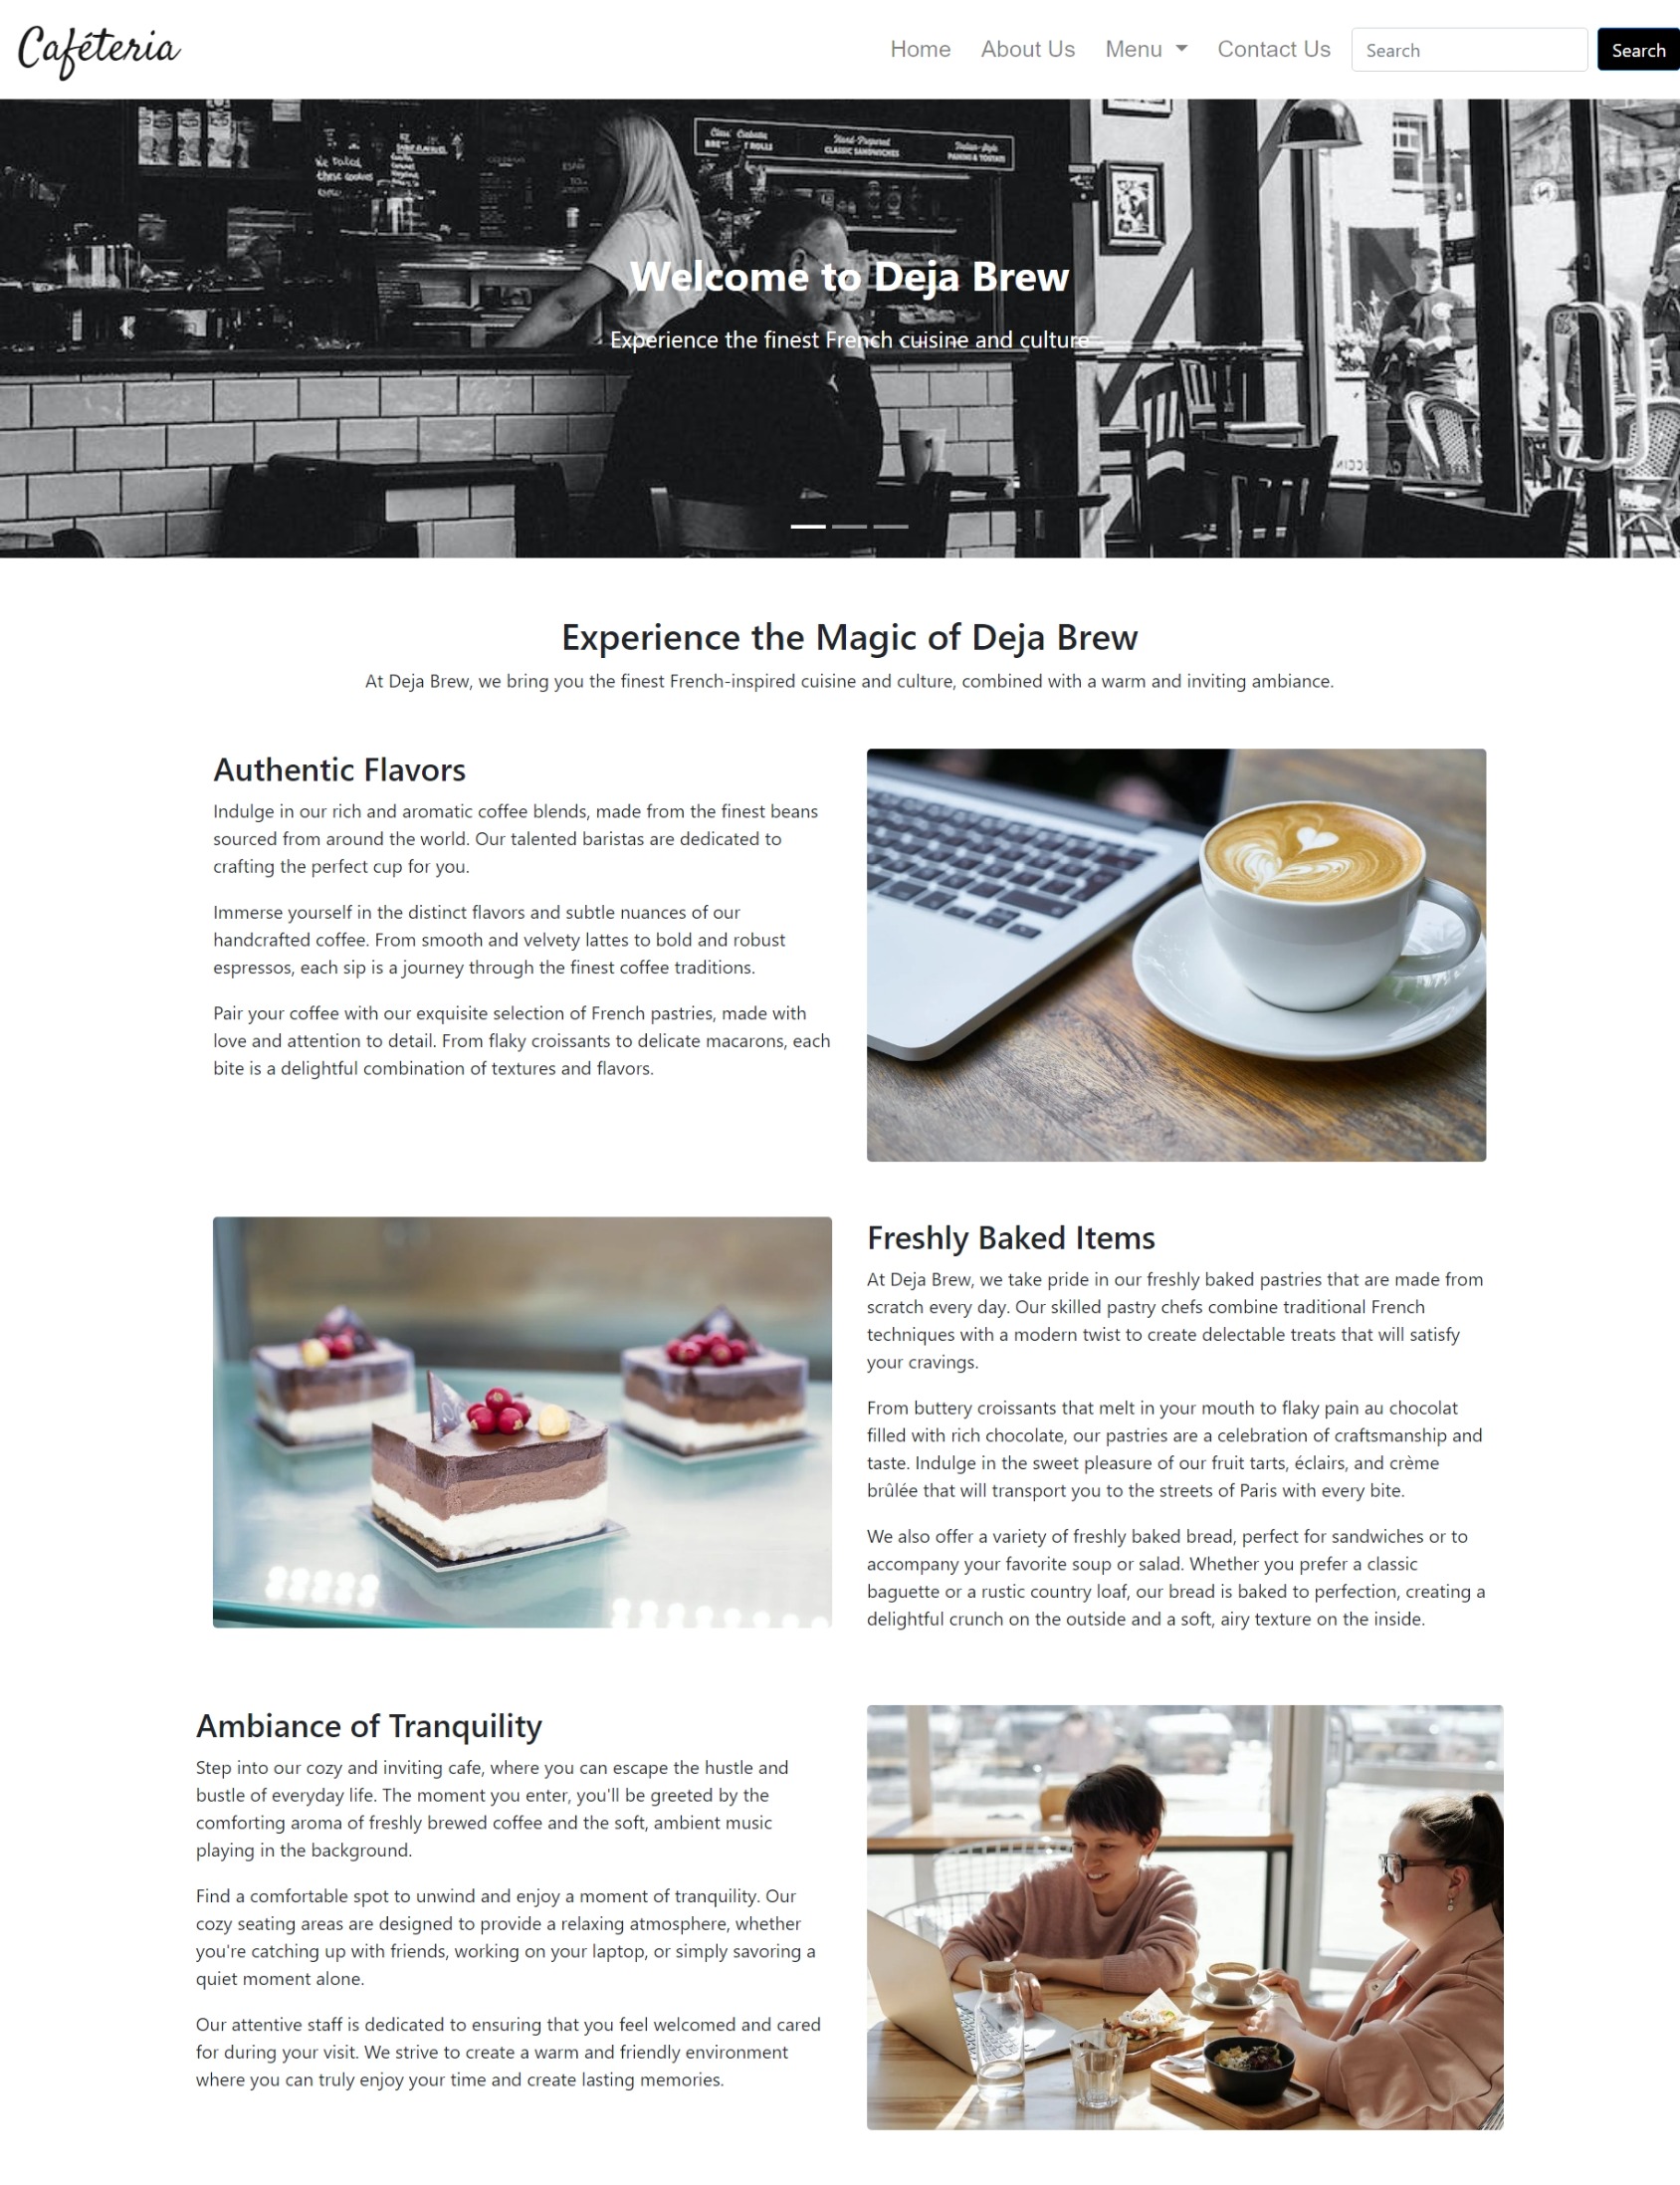 Caféteria
Home About Us Menu Contact Us Search Search
We baked
these cookies
Hand-Prepared
CLASSIC SANDWICHES
Welcome to Deja Brew
Experience the finest French cuisine and culture
Experience the Magic of Deja Brew
At Deja Brew, we bring you the finest French-inspired cuisine and culture, combined with a warm and inviting ambiance.
Authentic Flavors
Indulge in our rich and aromatic coffee blends, made from the finest beans
sourced from around the world. Our talented baristas are dedicated to
crafting the perfect cup for you.
Immerse yourself in the distinct flavors and subtle nuances of our
handcrafted coffee. From smooth and velvety lattes to bold and robust
espressos, each sip is a journey through the finest coffee traditions.
Pair your coffee with our exquisite selection of French pastries, made with
love and attention to detail. From flaky croissants to delicate macarons, each
bite is a delightful combination of textures and flavors.
Freshly Baked Items
At Deja Brew, we take pride in our freshly baked pastries that are made from
scratch every day. Our skilled pastry chefs combine traditional French
techniques with a modern twist to create delectable treats that will satisfy
your cravings.
From buttery croissants that melt in your mouth to flaky pain au chocolat
filled with rich chocolate, our pastries are a celebration of craftsmanship and
taste. Indulge in the sweet pleasure of our fruit tarts, éclairs, and crème
brûlée that will transport you to the streets of Paris with every bite.
We also offer a variety of freshly baked bread, perfect for sandwiches or to
accompany your favorite soup or salad. Whether you prefer a classic
baguette or a rustic country loaf, our bread is baked to perfection, creating a
delightful crunch on the outside and a soft, airy texture on the inside.
Ambiance of Tranquility
Step into our cozy and inviting cafe, where you can escape the hustle and
bustle of everyday life. The moment you enter, you'll be greeted by the
comforting aroma of freshly brewed coffee and the soft, ambient music
playing in the background.
Find a comfortable spot to unwind and enjoy a moment of tranquility. Our
cozy seating areas are designed to provide a relaxing atmosphere, whether
you're catching up with friends, working on your laptop, or simply savoring a
quiet moment alone.
Our attentive staff is dedicated to ensuring that you feel welcomed and cared
for during your visit. We strive to create a warm and friendly environment
where you can truly enjoy your time and create lasting memories.